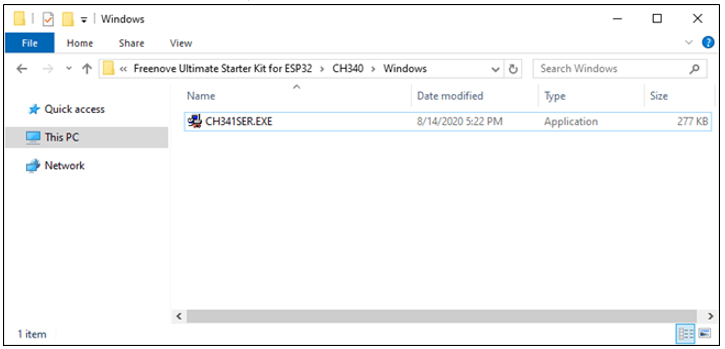 Windows
File Home Share View
« Freenove Ultimate Starter Kit for ESP32 > CH340 > Windows Search Windows
Name Date modified Type Size
Quick access
CH341SER.EXE 8/14/2020 5:22 PM Application 277 KB
This PC
Network
1 item